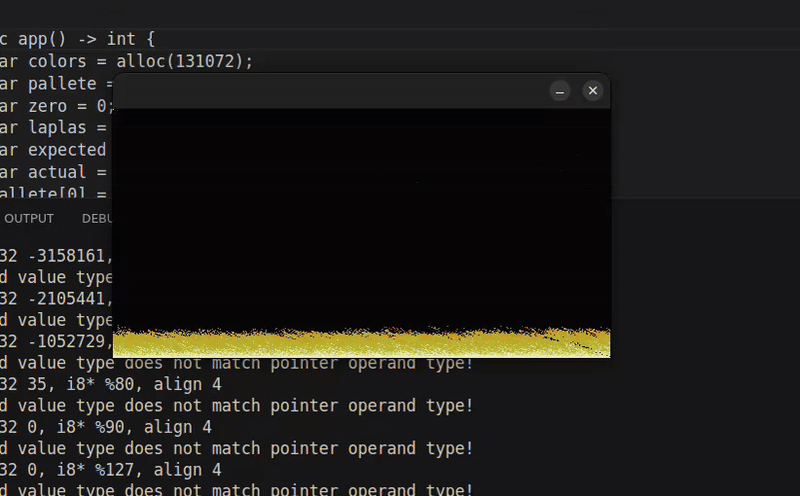 c app() -> int {
ar colors = alloc(131072);
ar pallete =
ar zero = 0;
ar laplas =
ar expected
ar actual =
allete[0] =
OUTPUT DEBU
32 -3158161,
d value type
32 -2105441,
d value type
32 -1052729,
d value type does not match pointer operand type!
32 35, i8* %80, align 4
d value type does not match pointer operand type!
32 0, i8* %90, align 4
d value type does not match pointer operand type!
32 0, i8* %127, align 4
d value type does not match pointer operand type!